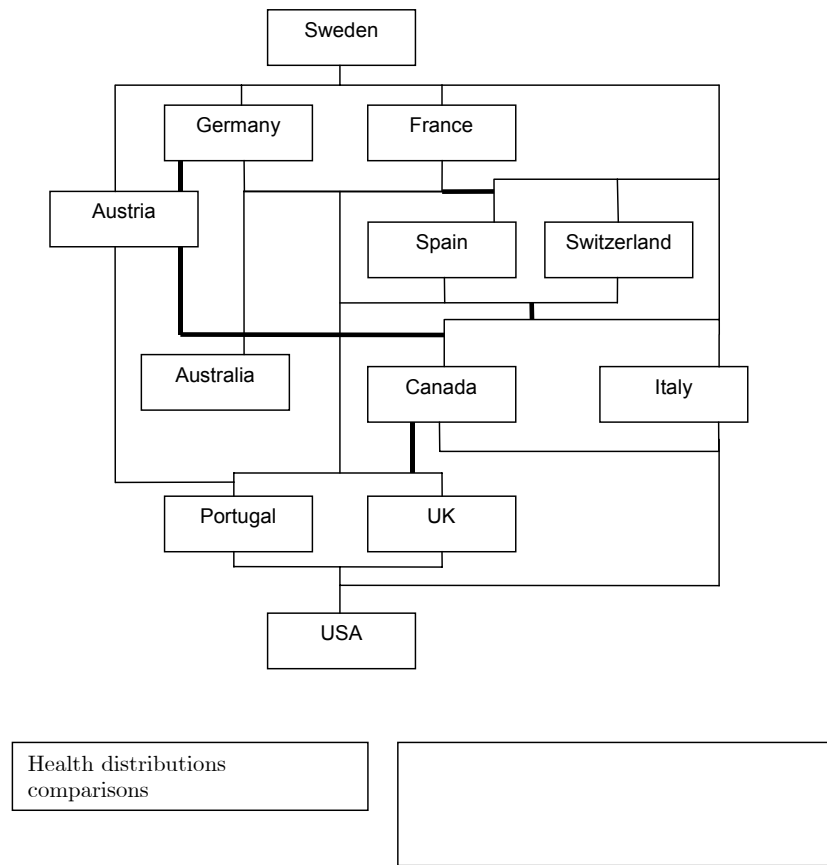 Sweden
Germany
France
Austria
Spain
Switzerland
Australia
Canada
Italy
Portugal
UK
USA
Health distributions
comparisons